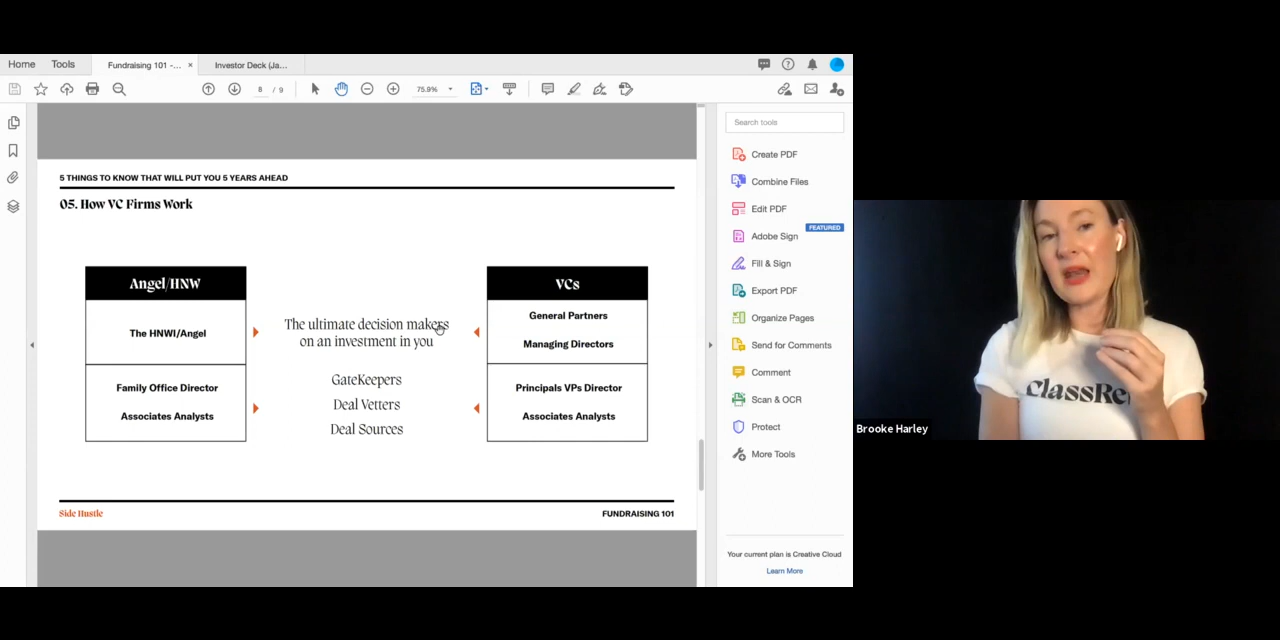 Home Tools Fundraising 101 -... × Investor Deck (Ja...
8 / 9 75.9%
Search tools
Create PDF
Combine Files
Edit PDF
FEATURED
Adobe Sign
Fill & Sign
Export PDF
Organize Pages
Send for Comments
Comment
Scan & OCR
Protect
More Tools
Your current plan is Creative Cloud
Learn More
5 THINGS TO KNOW THAT WILL PUT YOU 5 YEARS AHEAD
05. How VC Firms Work
Angel/HNW
The HNWI/Angel
Family Office Director
Associates Analysts
The ultimate decision makers
on an investment in you
GateKeepers
Deal Vetters
Deal Sources
VCs
General Partners
Managing Directors
Principals VPs Director
Associates Analysts
Side Hustle
FUNDRAISING 101
ClassRe
Brooke Harley